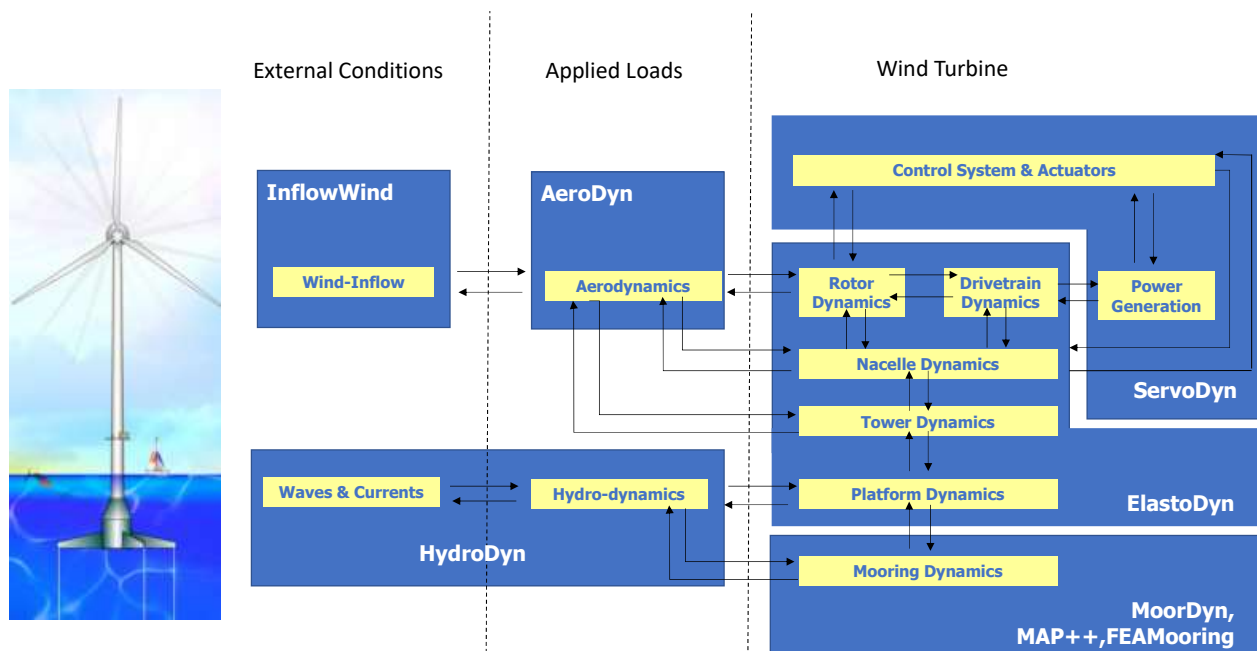 External Conditions
Applied Loads
Wind Turbine
InflowWind
Wind-Inflow
AeroDyn
Aerodynamics
Control System & Actuators
Rotor
Dynamics
Drivetrain
Dynamics
Power
Generation
Nacelle Dynamics
ServoDyn
Tower Dynamics
Waves & Currents
Hydro-dynamics
HydroDyn
Platform Dynamics
ElastoDyn
Mooring Dynamics
MoorDyn,
MAP++,FEAMooring